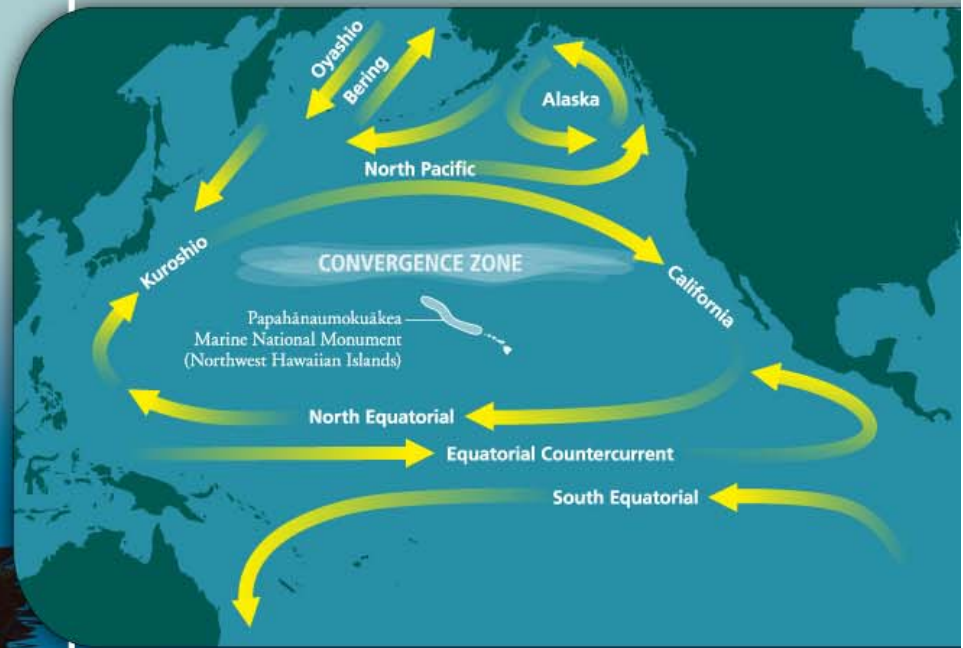 Oyashio
Bering
Alaska
North Pacific
Kuroshio
CONVERGENCE ZONE
California
Papahānaumokuākea
Marine National Monument
(Northwest Hawaiian Islands)
North Equatorial
Equatorial Countercurrent
South Equatorial